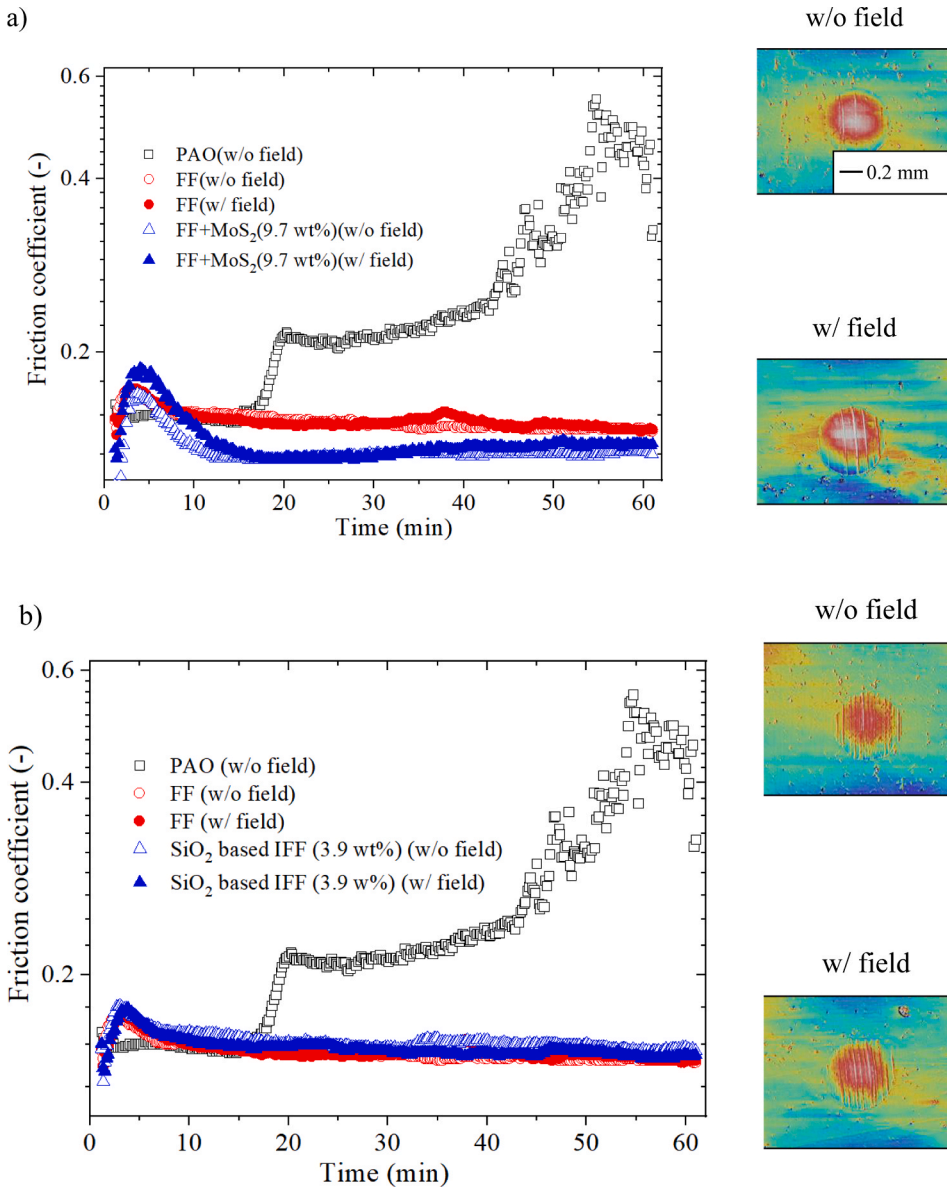 a)
w/o field
0.6
0.4
0.2
Friction coefficient (-)
PAO(w/o field)
FF(w/o field)
FF(w/ field)
FF+MoS₂(9.7 wt%)(w/o field)
FF+MoS₂(9.7 wt%)(w/ field)
0 10 20 30 40 50 60
Time (min)
0.2 mm
w/ field
b)
w/o field
0.6
0.4
0.2
Friction coefficient (-)
PAO (w/o field)
FF (w/o field)
FF (w/ field)
SiO₂ based IFF (3.9 wt%) (w/o field)
SiO₂ based IFF (3.9 w%) (w/ field)
0 10 20 30 40 50 60
Time (min)
w/ field